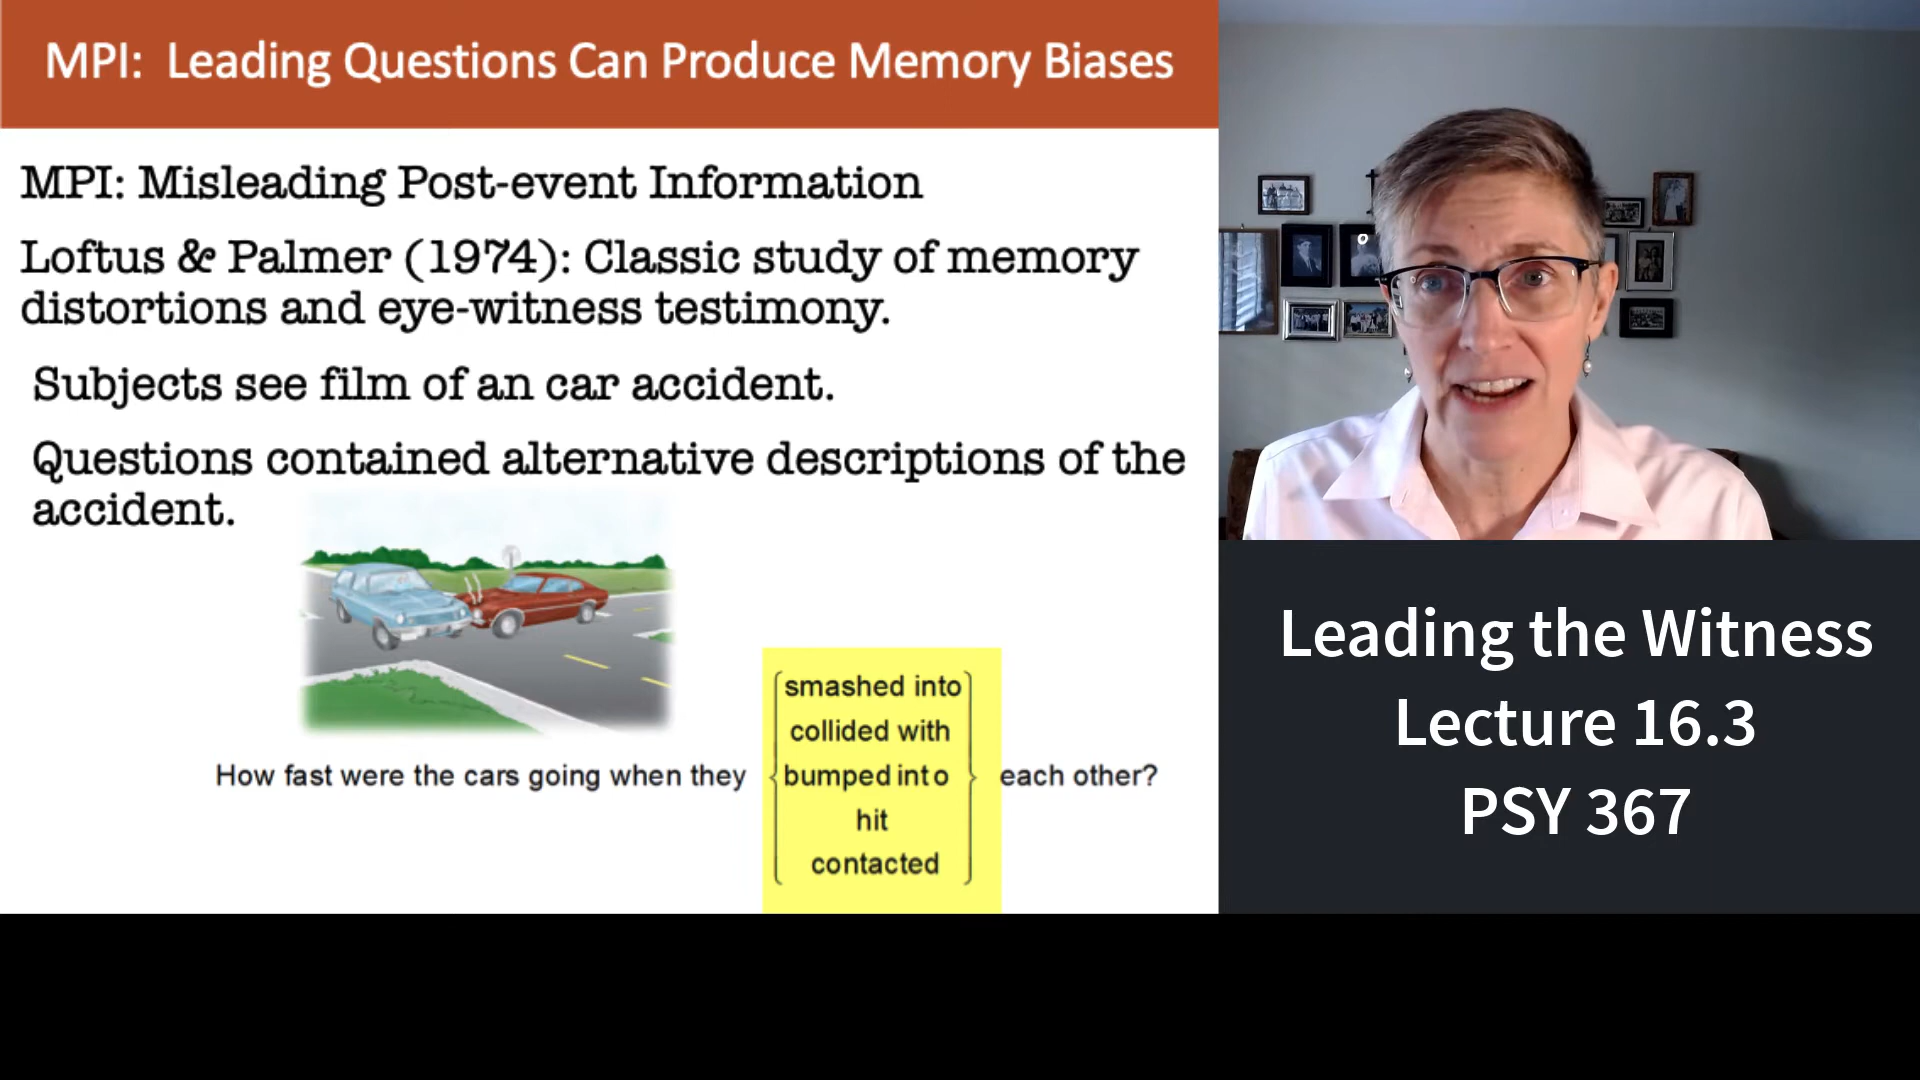 MPI: Leading Questions Can Produce Memory Biases
MPI: Misleading Post-event Information
Loftus & Palmer (1974): Classic study of memory
distortions and eye-witness testimony.
Subjects see film of an car accident.
Questions contained alternative descriptions of the
accident.
smashed into
collided with
How fast were the cars going when they bumped into each other?
hit
contacted
Leading the Witness
Lecture 16.3
PSY 367